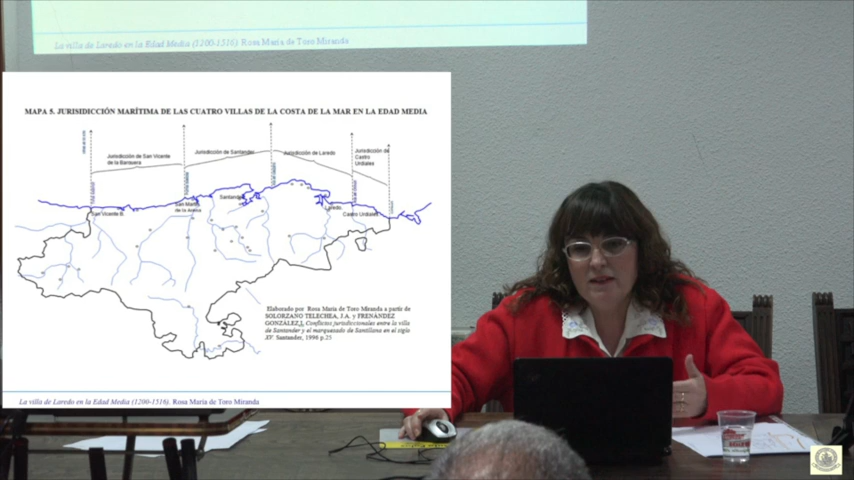 La villa de Laredo en la Edad Media (1200-1516). Rosa María de Toro Miranda
MAPA 5. JURISIDICCIÓN MARÍTIMA DE LAS CUATRO VILLAS DE LA COSTA DE LA MAR EN LA EDAD MEDIA
Jurisdicción de San Vicente
de la Barquera
Jurisdicción de Santander
Jurisdicción de Laredo
Jurisdicción de
Castro
Urdiales
San Vicente B.
San Martín
de la Arena
Santander
Laredo
Castro Urdiales
Elaborado por Rosa María de Toro Miranda a partir de
SOLORZANO TELECHEA, J.A. y FRENÁNDEZ
GONZÁLEZ,L, Conflictos jurisdiccionales entre la villa
de Santander y el marquesado de Santillana en el siglo
XV. Santander, 1996 p.25
La villa de Laredo en la Edad Media (1200-1516). Rosa María de Toro Miranda